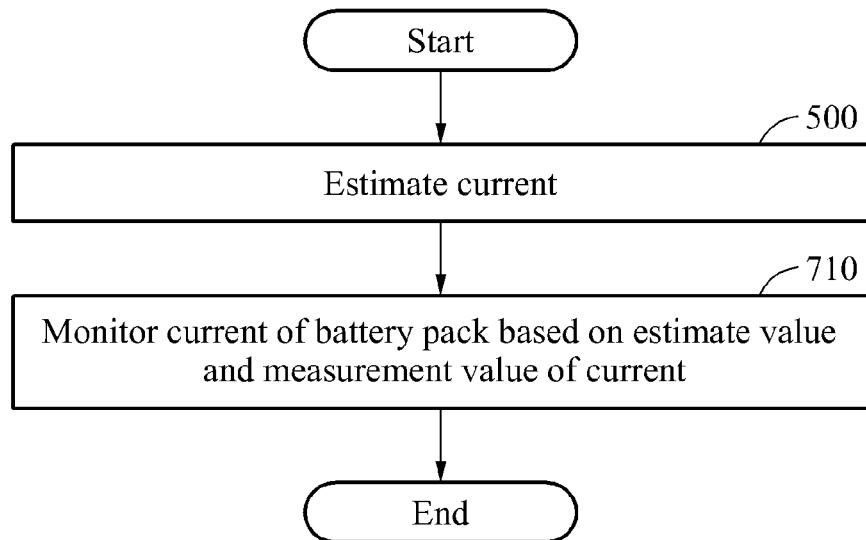 Start
500
Estimate current
710
Monitor current of battery pack based on estimate value
and measurement value of current
End